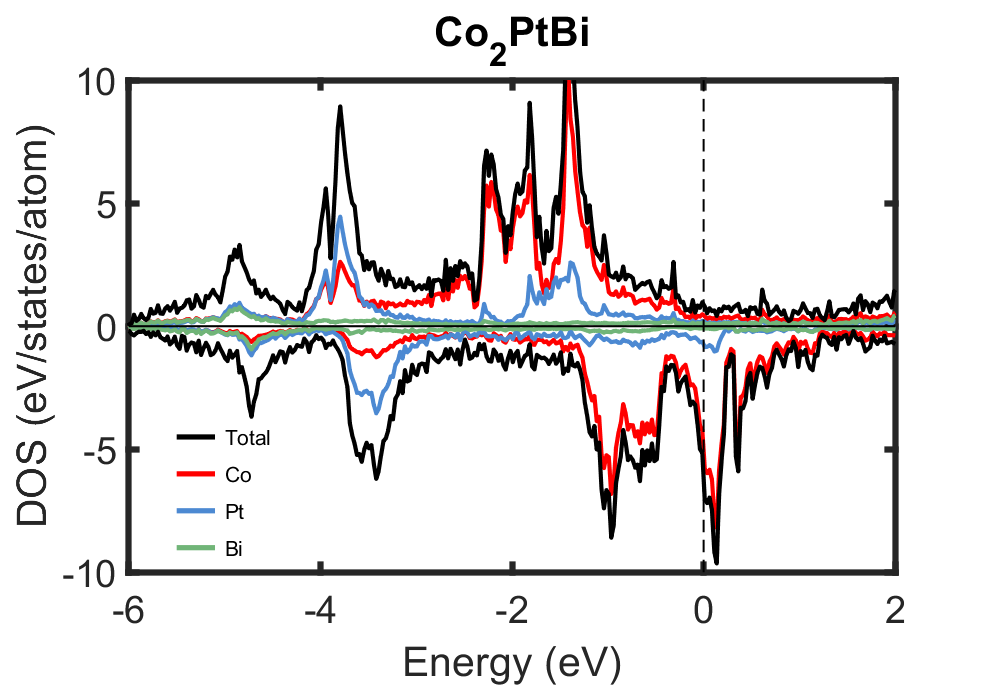 Co₂PtBi
DOS (eV/states/atom)
10
5
0
-5
-10
Total
Co
Pt
Bi
-6 -4 -2 0 2
Energy (eV)